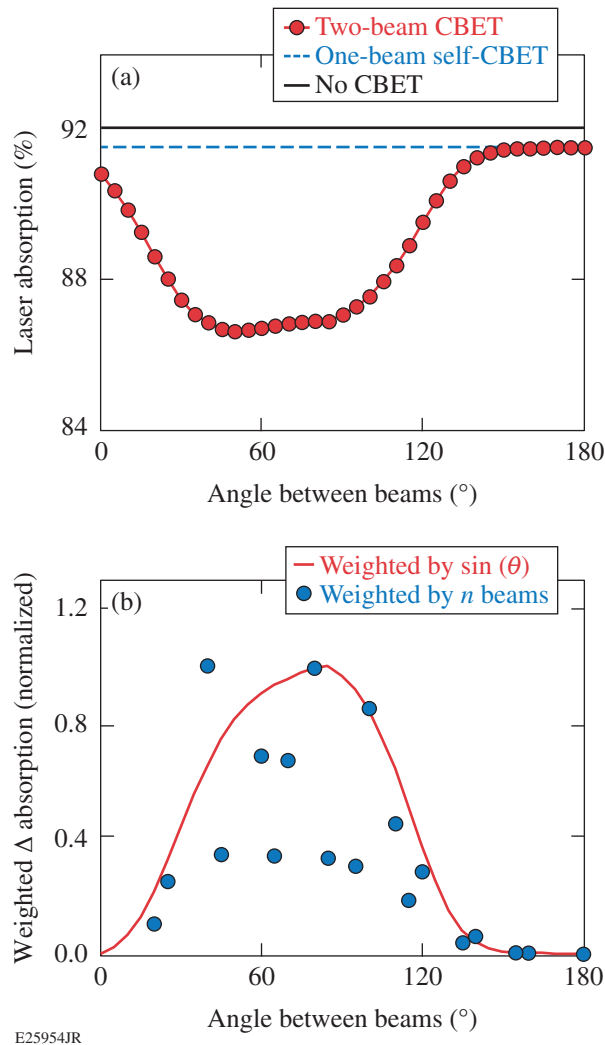 (a)
Two-beam CBET
One-beam self-CBET
No CBET
Laser absorption (%)
92
88
84
0
60
120
180
Angle between beams (°)
(b)
Weighted by sin (θ)
Weighted by n beams
Weighted Δ absorption (normalized)
1.2
0.8
0.4
0.0
0
60
120
180
Angle between beams (°)
E25954JR